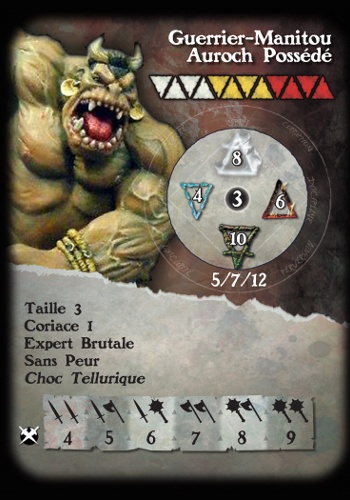 Guerrier-Manitou
Auroch Possédé
8
4 3 6
10
5/7/12
Taille 3
Coriace 1
Expert Brutale
Sans Peur
Choc Tellurique
4 5 6 7 8 9